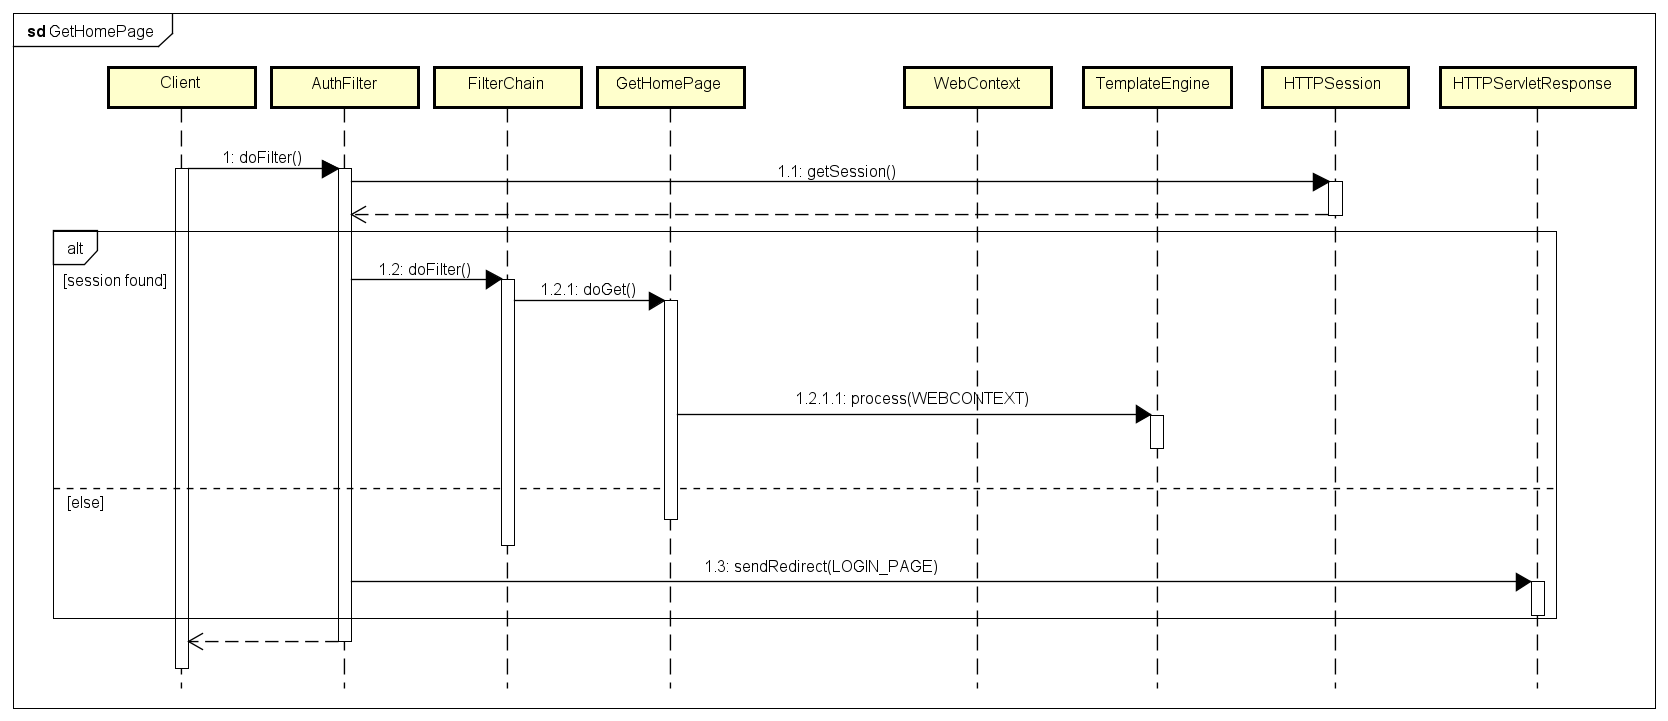 sd GetHomePage
Client
AuthFilter
FilterChain
GetHomePage
WebContext
TemplateEngine
HTTPSession
HTTPServletResponse
1: doFilter()
1.1: getSession()
alt
[session found]
1.2: doFilter()
1.2.1: doGet()
1.2.1.1: process(WEBCONTEXT)
[else]
1.3: sendRedirect(LOGIN_PAGE)